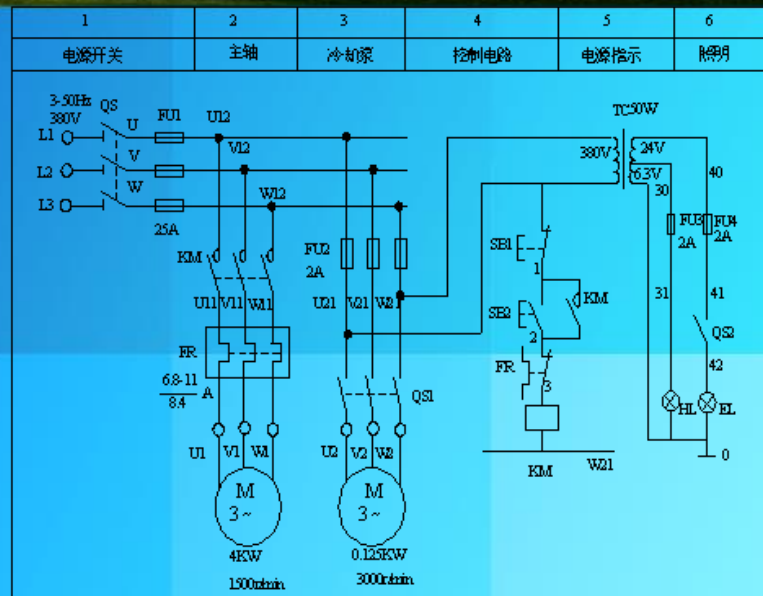 1 2 3 4 5 6
电源开关 主轴 冷却泵 控制电路 电源指示 照明
3-50Hz
380V
QS
FU1
U12
TC50W
L1
U
V12
380V
24V
L2
V
6.3V
40
L3
W
W12
30
25A
FU2
2A
SB1
FU3
2A
FU4
2A
KM
1
U11 V11 W11
U21 V21 W21
KM
31
41
SB2
2
QS2
FR
FR
42
6.8-11
8.4
A
3
QS1
HL
EL
U1 V1 W1
U2 V2 W2
KM
W21
0
M
3~
M
3~
4KW
0.125KW
1500r/min
3000r/min